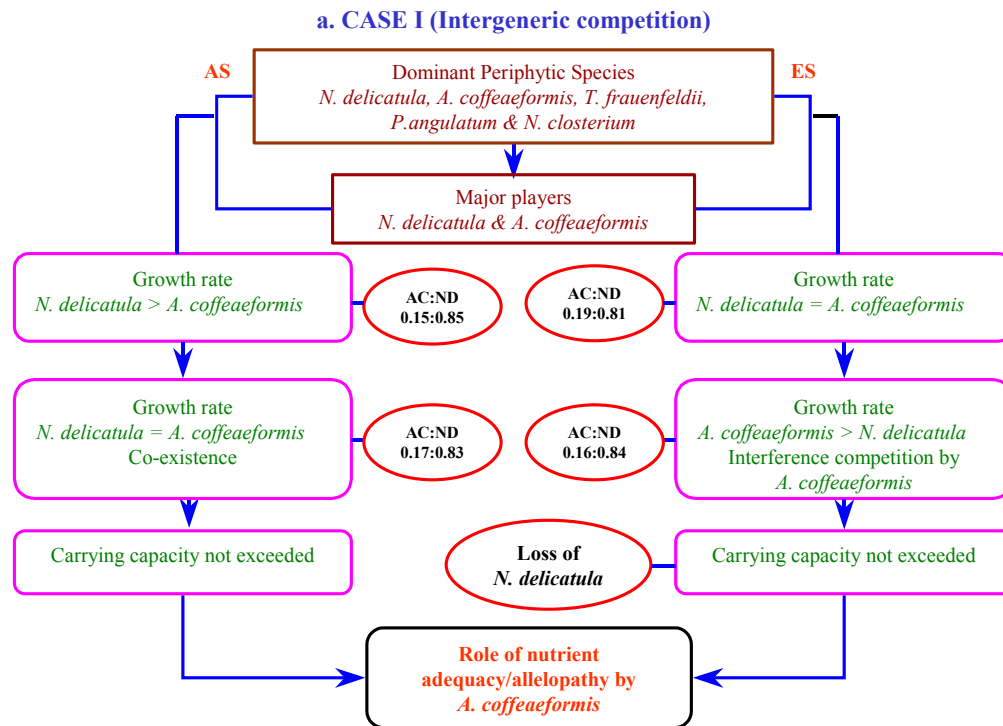 a. CASE I (Intergeneric competition)
AS
ES
Dominant Periphytic Species
N. delicatula, A. coffeaeformis, T. frauenfeldii,
P.angulatum & N. closterium
Major players
N. delicatula & A. coffeaeformis
Growth rate
N. delicatula > A. coffeaeformis
AC:ND
0.15:0.85
AC:ND
0.19:0.81
Growth rate
N. delicatula = A. coffeaeformis
Growth rate
N. delicatula = A. coffeaeformis
Co-existence
AC:ND
0.17:0.83
AC:ND
0.16:0.84
Growth rate
A. coffeaeformis > N. delicatula
Interference competition by
A. coffeaeformis
Carrying capacity not exceeded
Loss of
N. delicatula
Carrying capacity not exceeded
Role of nutrient
adequacy/allelopathy by
A. coffeaeformis